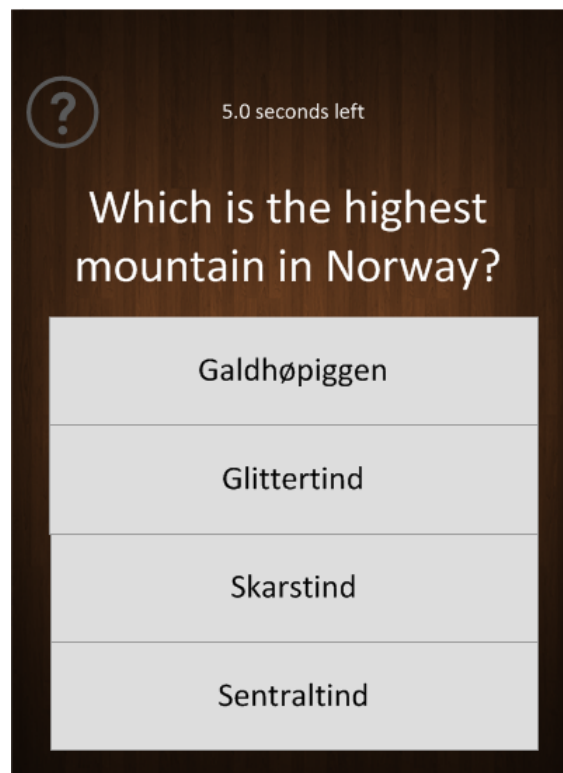 ?
5.0 seconds left
Which is the highest
mountain in Norway?
Galdhøpiggen
Glittertind
Skarstind
Sentraltind